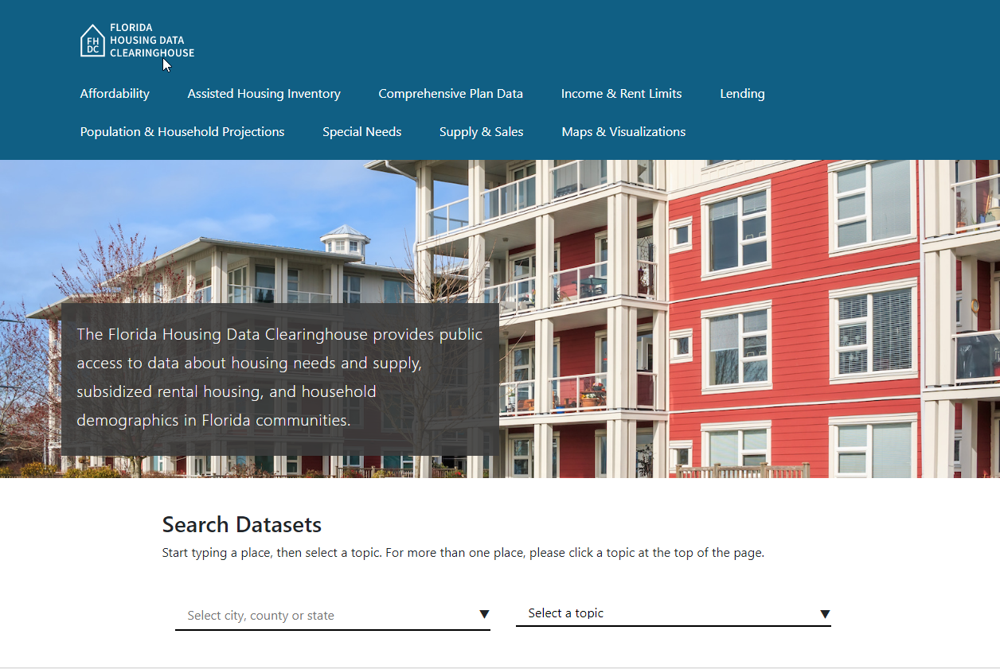 FLORIDA
HOUSING DATA
CLEARINGHOUSE
FH
DC
Affordability Assisted Housing Inventory Comprehensive Plan Data Income & Rent Limits Lending
Population & Household Projections Special Needs Supply & Sales Maps & Visualizations
The Florida Housing Data Clearinghouse provides public
access to data about housing needs and supply,
subsidized rental housing, and household
demographics in Florida communities.
Search Datasets
Start typing a place, then select a topic. For more than one place, please click a topic at the top of the page.
Select city, county or state Select a topic